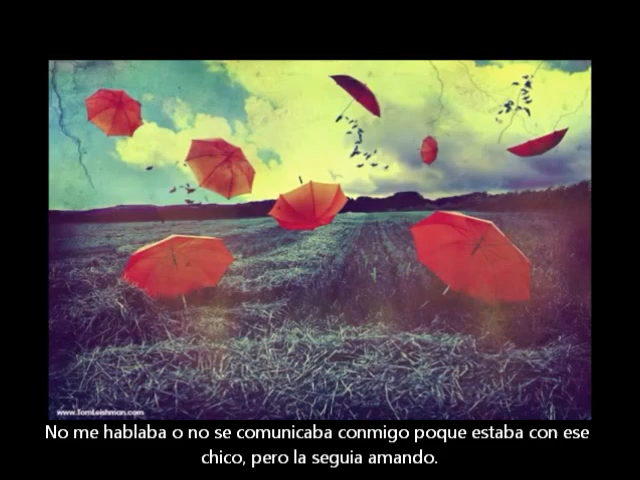 www.TomLeishman.com
No me hablaba o no se comunicaba conmigo poque estaba con ese
chico, pero la seguia amando.